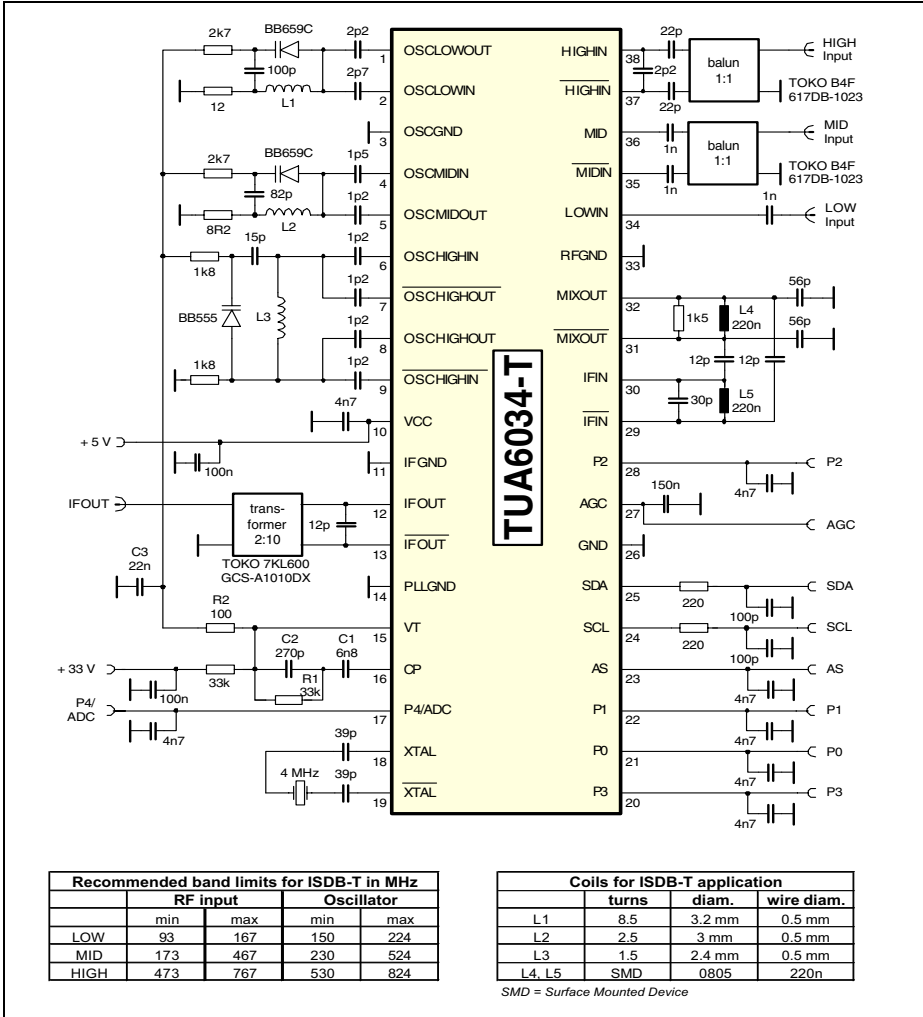 2k7
BB659C
2p2
1
OSCLOWOUT
100p
2p7
12
L1
2
OSCLOWIN
OSCGND
3
2k7
BB659C
1p5
4
OSCMIDIN
82p
1p2
8R2
L2
5
OSCMIDOUT
15p
1p2
1k8
6
OSCHIGHIN
1p2
7
OSCHIGHOUT
BB555
L3
1p2
8
OSCHIGHOUT
1p2
1k8
9
OSCHIGHIN
4n7
10
VCC
+ 5 V
100n
11
IFGND
IFOUT
trans-
former
2:10
12p
12
IFOUT
13
IFOUT
TOKO 7KL600
GCS-A1010DX
C3
22n
14
PLLGND
R2
100
15
VT
C2
270p
C1
6n8
+ 33 V
33k
R1
33k
16
CP
100n
P4/
ADC
4n7
17
P4/ADC
39p
18
XTAL
4 MHz
39p
19
XTAL
TUA6034-T
HIGHIN
38
22p
2p2
balun
1:1
HIGH
Input
HIGHIN
37
22p
TOKO B4F
617DB-1023
MID
36
1n
balun
1:1
MID
Input
MIDIN
35
1n
TOKO B4F
617DB-1023
LOWIN
34
1n
LOW
Input
RFGND
33
MIXOUT
32
56p
1k5
L4
220n
MIXOUT
31
56p
12p
12p
IFIN
30
30p
L5
220n
IFIN
29
P2
28
4n7
P2
AGC
27
150n
AGC
GND
26
SDA
25
220
100p
SDA
SCL
24
220
100p
SCL
AS
23
4n7
AS
P1
22
4n7
P1
P0
21
4n7
P0
P3
20
4n7
P3
Recommended band limits for ISDB-T in MHz
RF input Oscillator
min max min max
LOW 93 167 150 224
MID 173 467 230 524
HIGH 473 767 530 824
Coils for ISDB-T application
turns diam. wire diam.
L1 8.5 3.2 mm 0.5 mm
L2 2.5 3 mm 0.5 mm
L3 1.5 2.4 mm 0.5 mm
L4, L5 SMD 0805 220n
SMD = Surface Mounted Device